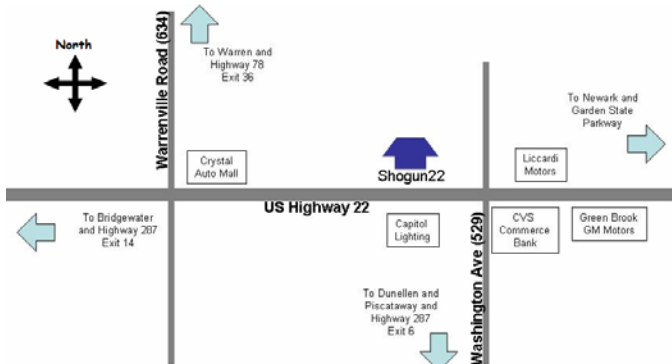 North
Warrenville Road (634)
To Warren and
Highway 78
Exit 36
To Newark and
Garden State
Parkway
Crystal
Auto Mall
Shogun22
Liccardi
Motors
US Highway 22
To Bridgewater
and Highway 287
Exit 14
Capitol
Lighting
Washington Ave (529)
CVS
Commerce
Bank
Green Brook
GM Motors
To Dunellen and
Piscataway and
Highway 287
Exit 6